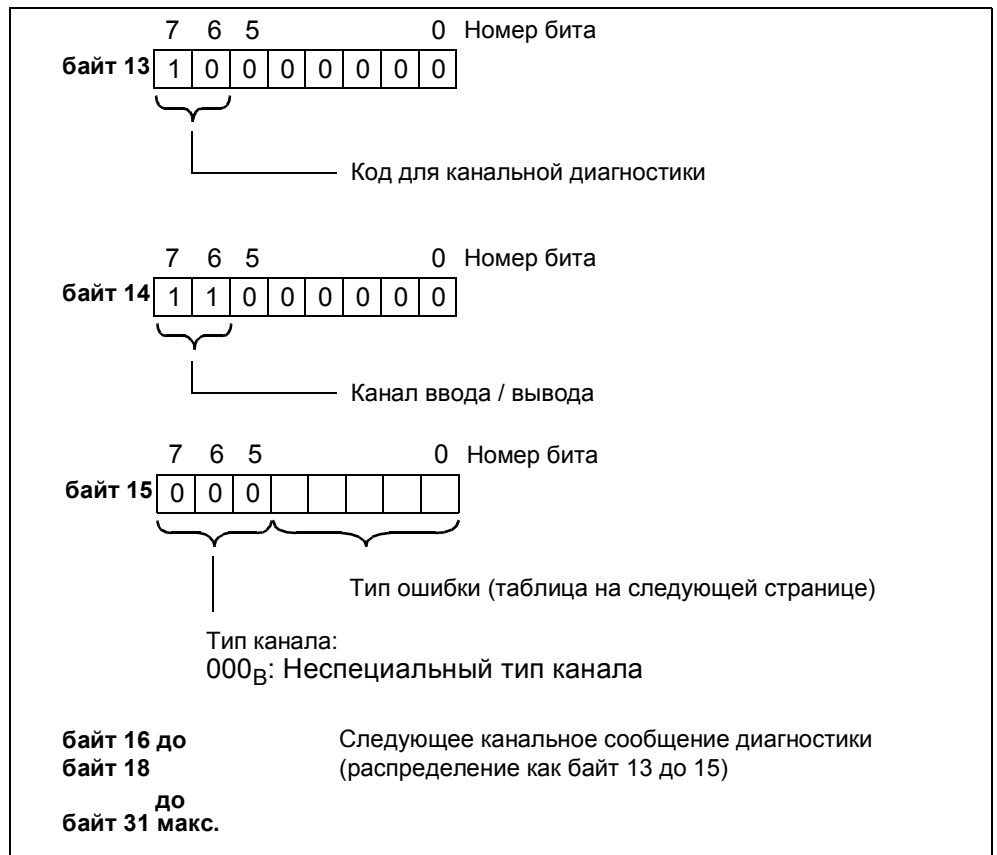 7 6 5 0 Номер бита
байт 13 1 0 0 0 0 0 0 0
Код для канальной диагностики
7 6 5 0 Номер бита
байт 14 1 1 0 0 0 0 0 0
Канал ввода / вывода
7 6 5 0 Номер бита
байт 15 0 0 0
Тип ошибки (таблица на следующей странице)
Тип канала:
000B: Неспециальный тип канала
байт 16 до Следующее канальное сообщение диагностики
байт 18 (распределение как байт 13 до 15)
до
байт 31 макс.